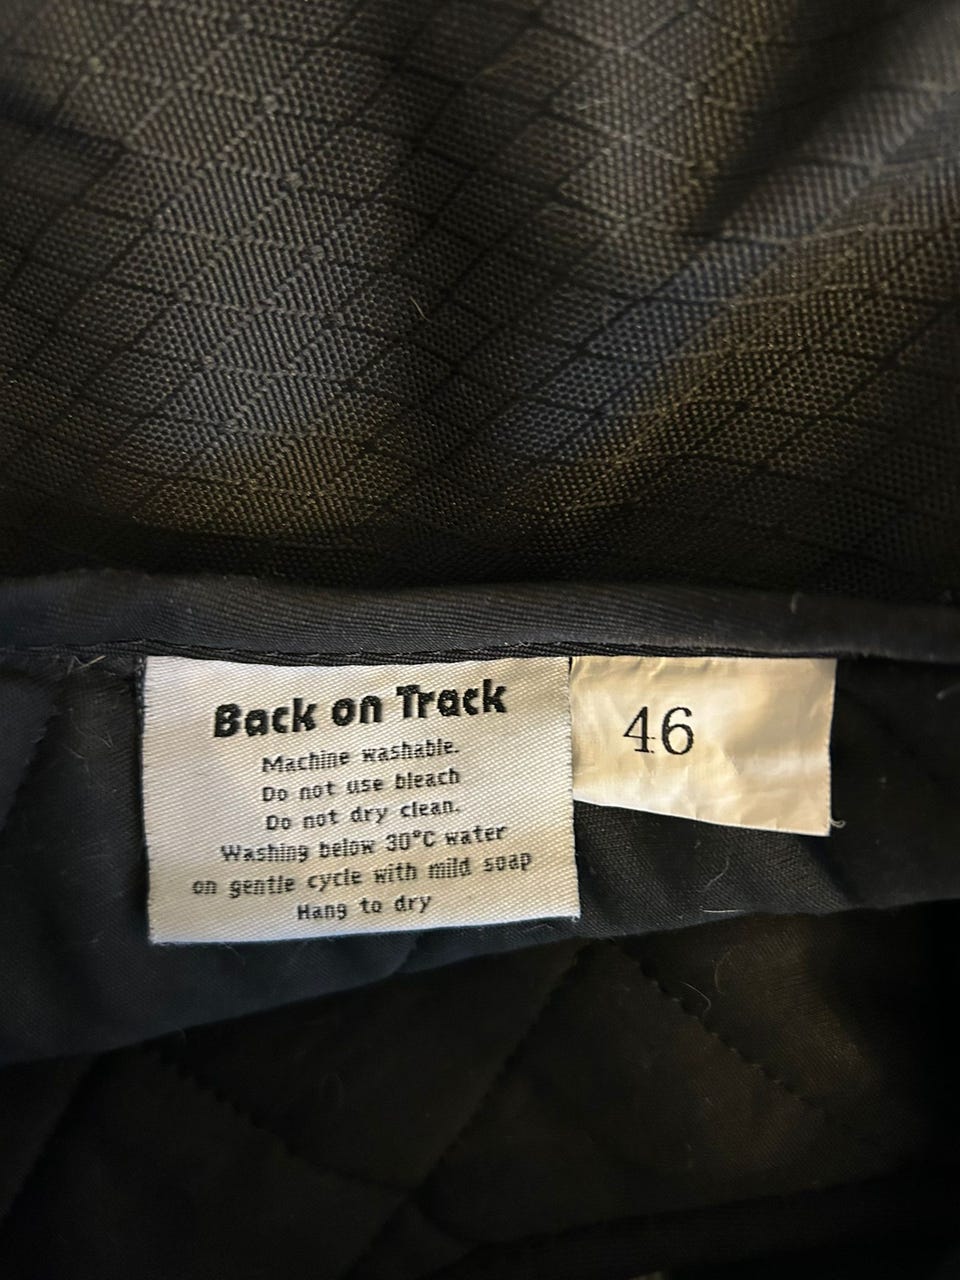 Back on Track
Machine washable.
Do not use bleach
Do not dry clean.
Washing below 30°C water
on gentle cycle with mild soap
Hang to dry
46